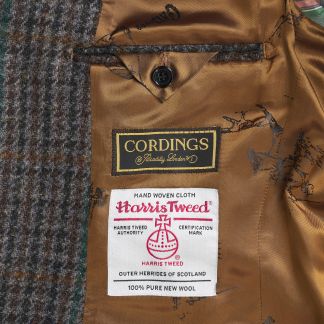 CORDINGS
Piccadilly London W1
HAND WOVEN CLOTH
Harris Tweed
HARRIS TWEED AUTHORITY
CERTIFICATION MARK
HARRIS TWEED
OUTER HEBRIDES OF SCOTLAND
100% PURE NEW WOOL